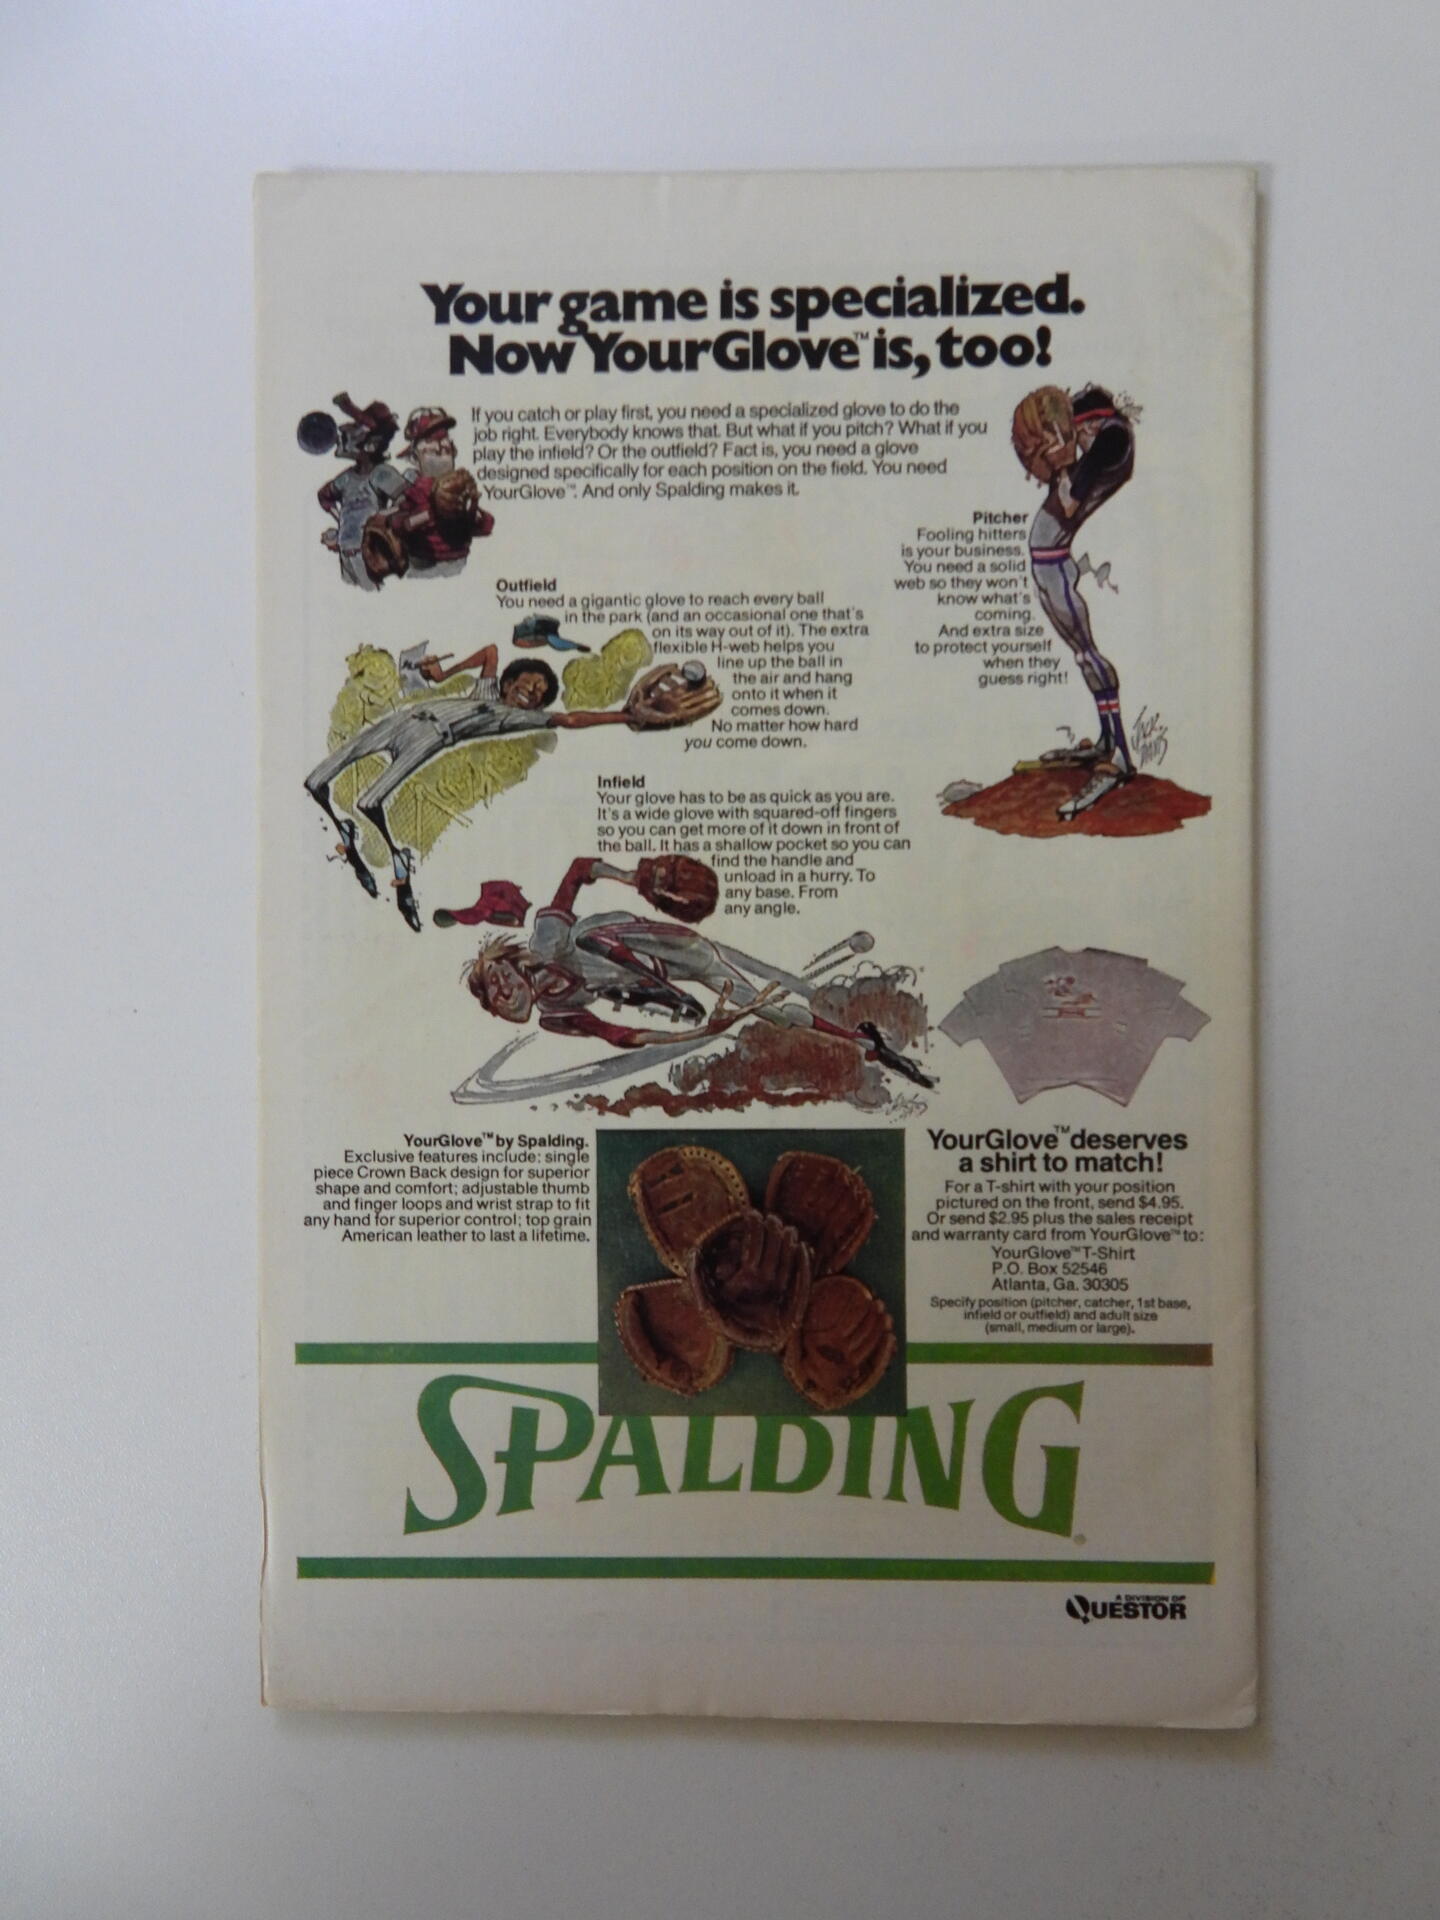 Your game is specialized.
Now YourGlove™ is, too!
If you catch or play first, you need a specialized glove to do the
job right. Everybody knows that. But what if you pitch? What if you
play the infield? Or the outfield? Fact is, you need a glove
designed specifically for each position on the field. You need
YourGlove™. And only Spalding makes it.
Pitcher
Fooling hitters
is your business.
You need a solid
web so they won't
know what's
coming.
And extra size
to protect yourself
when they
guess right!
JACK
DAVIS
Outfield
You need a gigantic glove to reach every ball
in the park (and an occasional one that's
on its way out of it). The extra
flexible H-web helps you
line up the ball in
the air and hang
onto it when it
comes down.
No matter how hard
you come down.
Infield
Your glove has to be as quick as you are.
It's a wide glove with squared-off fingers
so you can get more of it down in front of
the ball. It has a shallow pocket so you can
find the handle and
unload in a hurry. To
any base. From
any angle.
YourGlove™ by Spalding.
Exclusive features include: single
piece Crown Back design for superior
shape and comfort; adjustable thumb
and finger loops and wrist strap to fit
any hand for superior control; top grain
American leather to last a lifetime.
YourGlove™ deserves
a shirt to match!
For a T-shirt with your position
pictured on the front, send $4.95.
Or send $2.95 plus the sales receipt
and warranty card from YourGlove™ to:
YourGlove™ T-Shirt
P.O. Box 52546
Atlanta, Ga. 30305
Specify position (pitcher, catcher, 1st base,
infield or outfield) and adult size
(small, medium or large).
SPALDING®
A DIVISION OF
QUESTOR